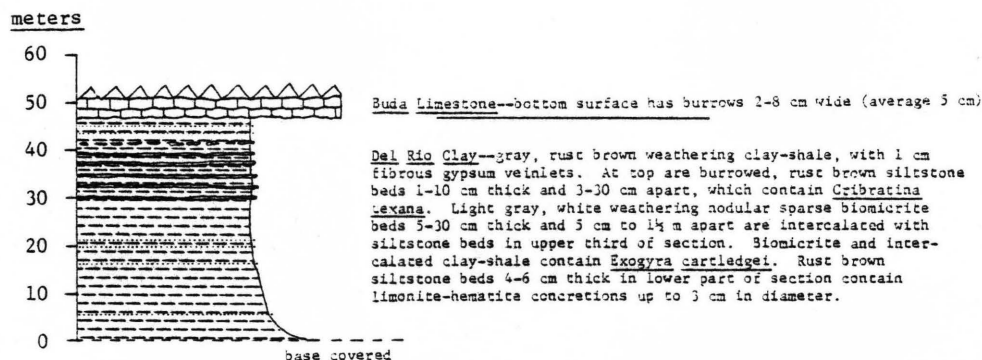 meters
60
50
40
30
20
10
0
base covered
Buda Limestone--bottom surface has burrows 2-8 cm wide (average 5 cm)
Del Rio Clay--gray, rust brown weathering clay-shale, with 1 cm
fibrous gypsum veinlets. At top are burrowed, rust brown siltstone
beds 1-10 cm thick and 3-30 cm apart, which contain Cribratina
texana. Light gray, white weathering nodular sparse biomicrite
beds 5-30 cm thick and 5 cm to 1½ m apart are intercalated with
siltstone beds in upper third of section. Biomicrite and inter-
calated clay-shale contain Exogyra cartledgei. Rust brown
siltstone beds 4-6 cm thick in lower part of section contain
limonite-hematite concretions up to 3 cm in diameter.